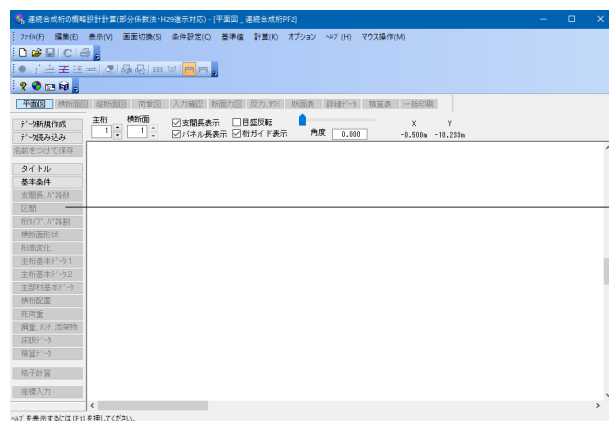 連続合成桁の概略設計計算(部分係数法・H29道示対応) - [平面図 _ 連続合成桁PF2]
ファイル(F) 編集(E) 表示(V) 画面切換(S) 条件設定(C) 基準値 計算(K) オプション ヘルプ(H) マウス操作(M)
平面図 横断面図 縦断面図 荷重図 入力確認 断面力図 反力,タワミ 断面表 詳細データ 積算表 一括印刷
データ新規作成 主桁 横断面 支間長表示 目盛反転 X Y
データ読み込み 1 1 パネル長表示 桁ガイド表示 角度 0.000 -0.500m -10.233m
名前をつけて保存
タイトル
基本条件
支間長,パネル数
区間
桁タイプ,パネル割
横断面形状
桁高変化
主桁基本データ1
主桁基本データ2
主部材基本データ
横桁配置
死荷重
鋼重,ハンチ,添架物
床版データ
積算データ
格子計算
座標入力
ヘルプを表示するには [F1] を押してください。